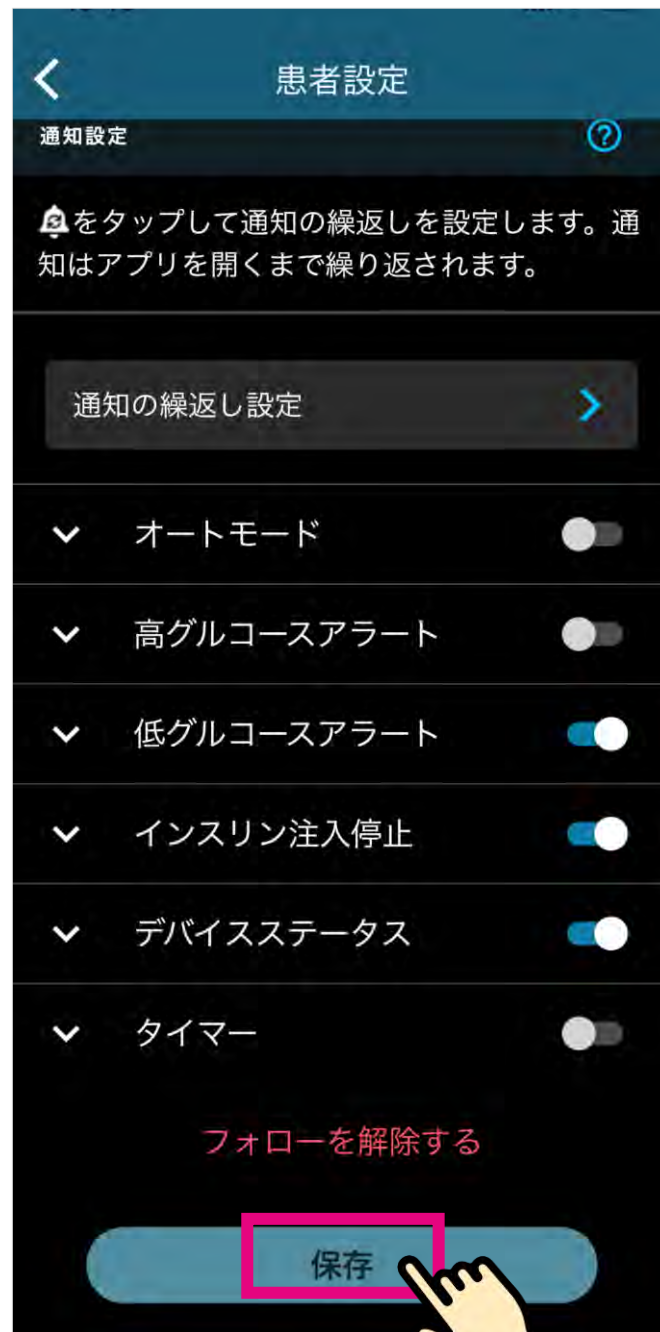 患者設定
通知設定
?
をタップして通知の繰返しを設定します。通
知はアプリを開くまで繰り返されます。
通知の繰返し設定
オートモード
高グルコースアラート
低グルコースアラート
インスリン注入停止
デバイスステータス
タイマー
フォローを解除する
保存